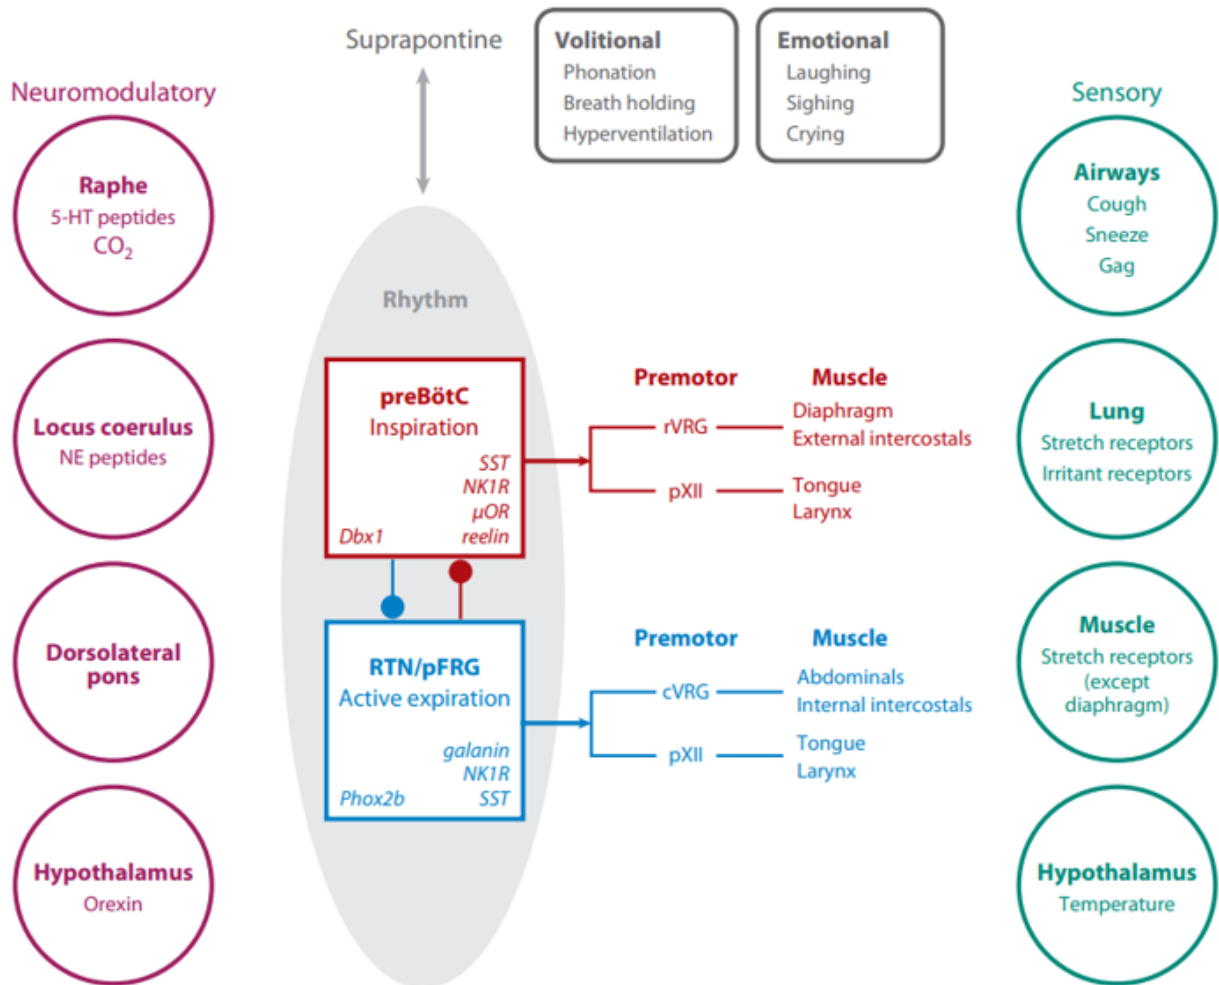 Suprapontine
Volitional
Phonation
Breath holding
Hyperventilation
Emotional
Laughing
Sighing
Crying
Neuromodulatory
Raphe
5-HT peptides
CO₂
Locus coerulus
NE peptides
Dorsolateral
pons
Hypothalamus
Orexin
Rhythm
preBötC
Inspiration
SST
NK1R
μOR
Dbx1 reelin
RTN/pFRG
Active expiration
galanin
NK1R
Phox2b SST
Premotor Muscle
rVRG Diaphragm
External intercostals
pXII Tongue
Larynx
Premotor Muscle
cVRG Abdominals
Internal intercostals
pXII Tongue
Larynx
Sensory
Airways
Cough
Sneeze
Gag
Lung
Stretch receptors
Irritant receptors
Muscle
Stretch receptors
(except
diaphragm)
Hypothalamus
Temperature